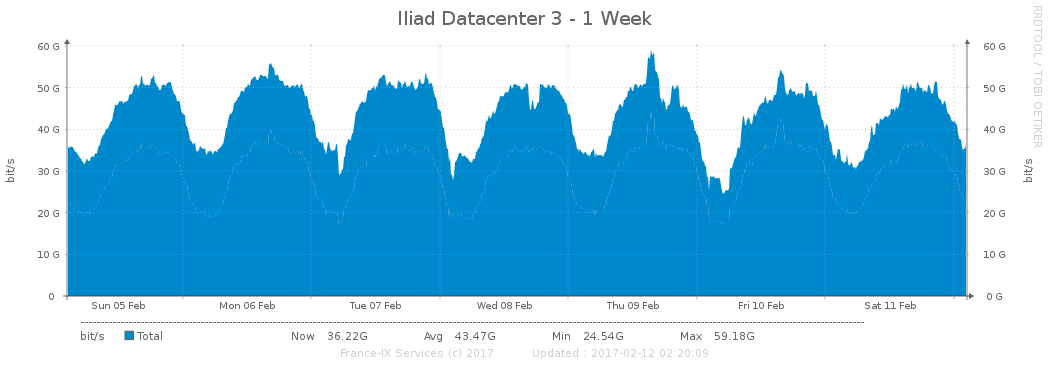 Iliad Datacenter 3 - 1 Week
RRDTOOL / TOBI OETIKER
60 G 60 G
50 G 50 G
40 G 40 G
30 G 30 G
20 G 20 G
10 G 10 G
0 0 G
bit/s bit/s
Sun 05 Feb Mon 06 Feb Tue 07 Feb Wed 08 Feb Thu 09 Feb Fri 10 Feb Sat 11 Feb
bit/s Total Now 36.22G Avg 43.47G Min 24.54G Max 59.18G
France-IX Services (c) 2017 Updated : 2017-02-12 02:20:09